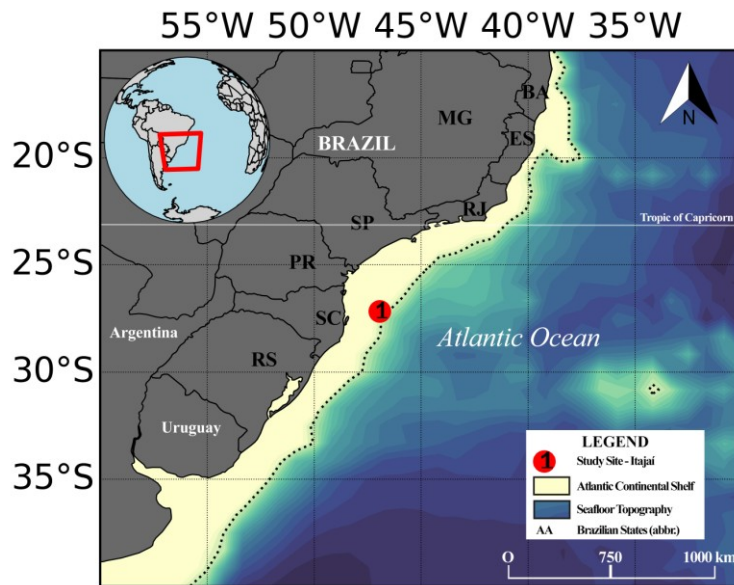 55°W 50°W 45°W 40°W 35°W
N
BA
MG
BRAZIL
ES
20°S
RJ
Tropic of Capricorn
SP
25°S
PR
1
SC
Argentina
Atlantic Ocean
30°S
RS
Uruguay
LEGEND
1 Study Site - Itajaí
35°S
Atlantic Continental Shelf
Seafloor Topography
AA Brazilian States (abbr.)
0 750 1000 km